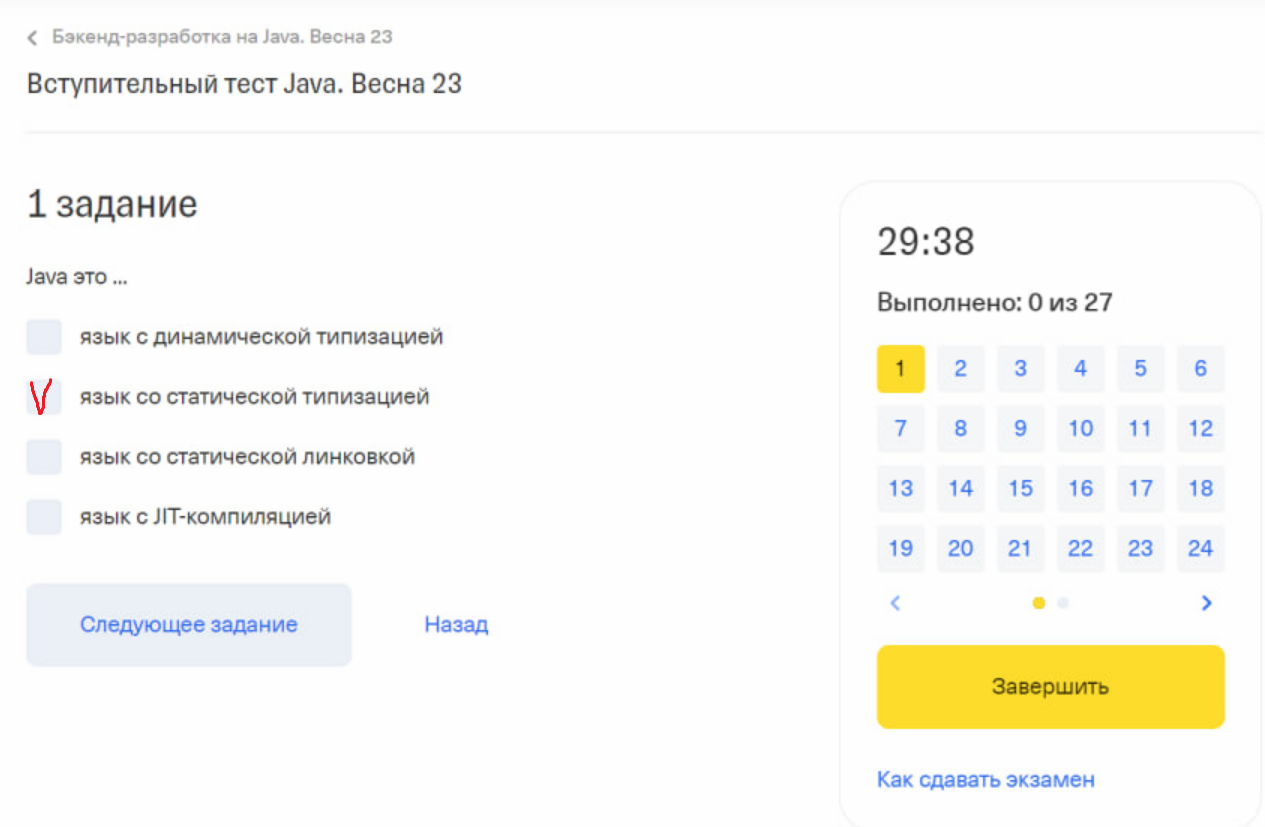 Бэкенд-разработка на Java. Весна 23
Вступительный тест Java. Весна 23
1 задание
Java это ...
язык с динамической типизацией
V язык со статической типизацией
язык со статической линковкой
язык с JIT-компиляцией
Следующее задание Назад
29:38
Выполнено: 0 из 27
1 2 3 4 5 6
7 8 9 10 11 12
13 14 15 16 17 18
19 20 21 22 23 24
Завершить
Как сдавать экзамен